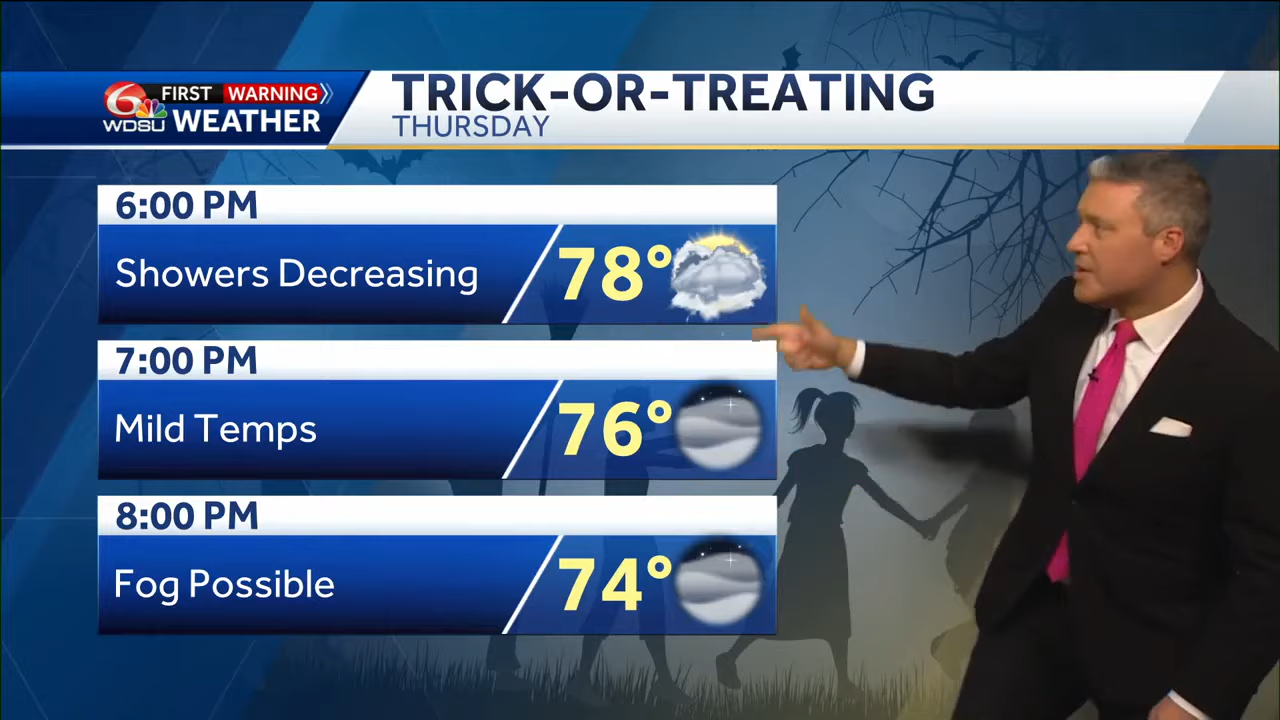 6
WDSU
FIRST WARNING
WEATHER
TRICK-OR-TREATING
THURSDAY
6:00 PM
Showers Decreasing
78°
7:00 PM
Mild Temps
76°
8:00 PM
Fog Possible
74°